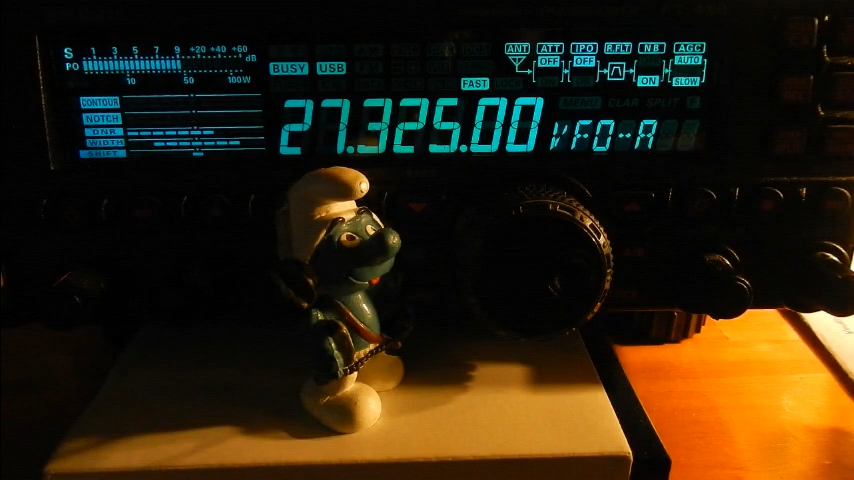 S 1 3 5 7 9 +20 +40 +60 dB
PO 10 50 100W
BUSY USB
ANT ATT IPO R.FLT NB AGC
OFF OFF AUTO
ON SLOW
FAST
CONTOUR
NOTCH
DNR
WIDTH
SHIFT
MENU CLAR SPLIT
27.325.00 VFO-A